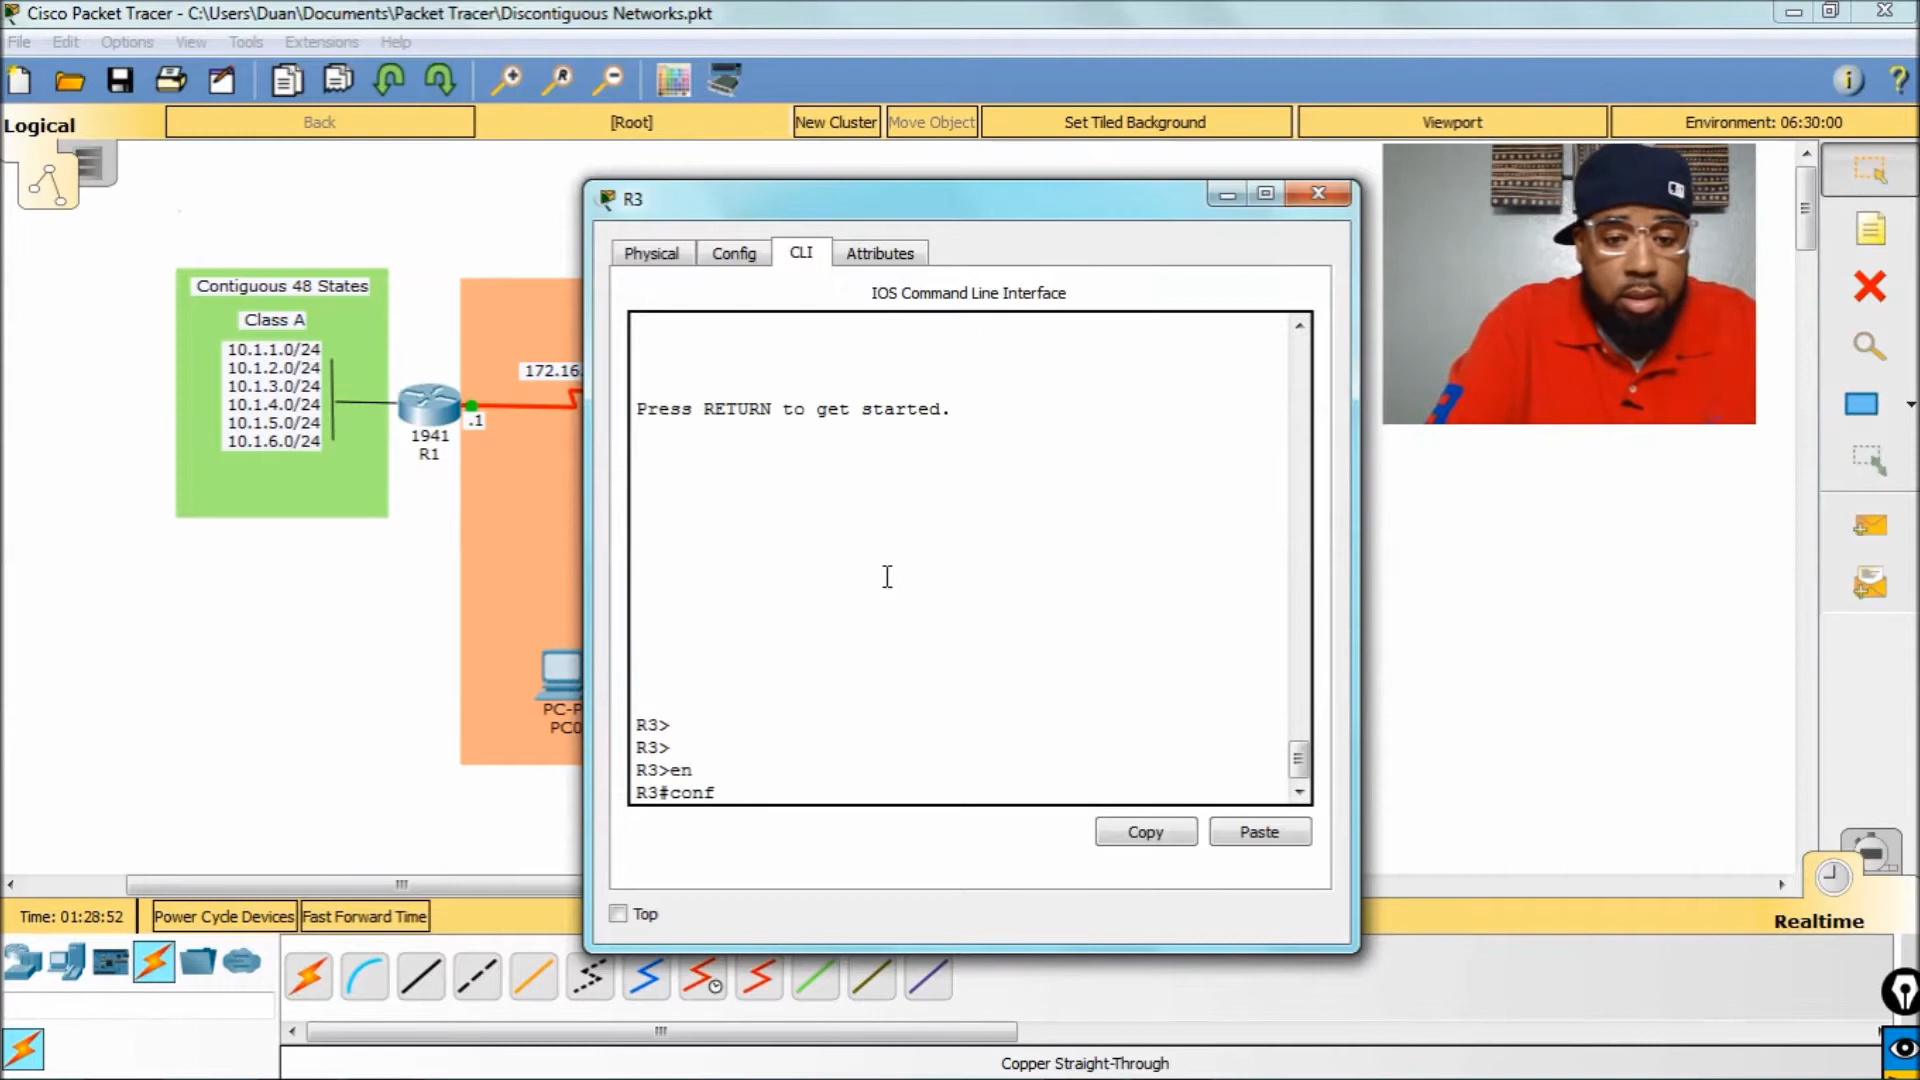 Cisco Packet Tracer - C:\Users\Duan\Documents\Packet Tracer\Discontiguous Networks.pkt
File Edit Options View Tools Extensions Help
Logical
Back
[Root]
New Cluster
Move Object
Set Tiled Background
Viewport
Environment: 06:30:00
Contiguous 48 States
Class A
10.1.1.0/24
10.1.2.0/24
10.1.3.0/24
10.1.4.0/24
10.1.5.0/24
10.1.6.0/24
1941
R1
.1
172.16.
PC-P
PC0
R3
Physical
Config
CLI
Attributes
IOS Command Line Interface
Press RETURN to get started.
R3>
R3>
R3>en
R3#conf
Copy
Paste
Top
Time: 01:28:52
Power Cycle Devices
Fast Forward Time
Realtime
Copper Straight-Through